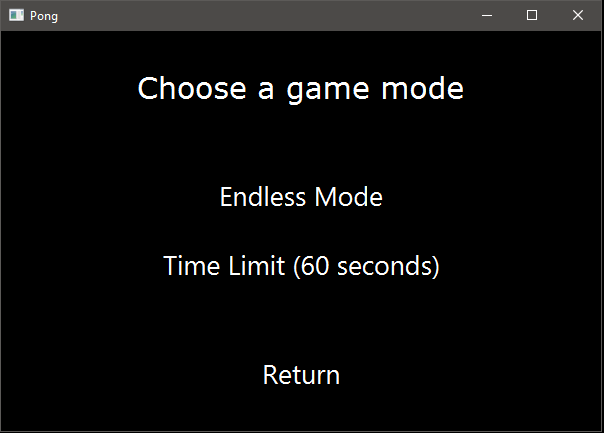 Pong
Choose a game mode
Endless Mode
Time Limit (60 seconds)
Return